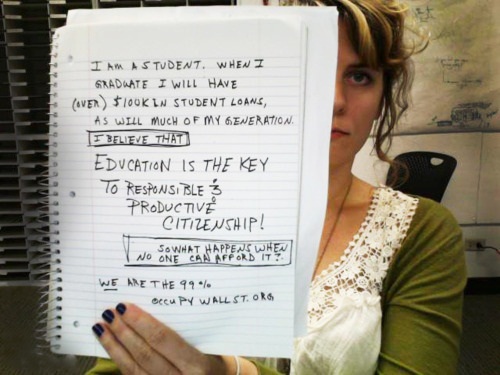 I AM A STUDENT. WHEN I
GRADUATE I WILL HAVE
(OVER) $100K IN STUDENT LOANS,
AS WILL MUCH OF MY GENERATION.
I BELIEVE THAT
EDUCATION IS THE KEY
TO RESPONSIBLE &
PRODUCTIVE
CITIZENSHIP!
SO WHAT HAPPENS WHEN
NO ONE CAN AFFORD IT?
WE ARE THE 99%
OCCUPY WALL ST. ORG